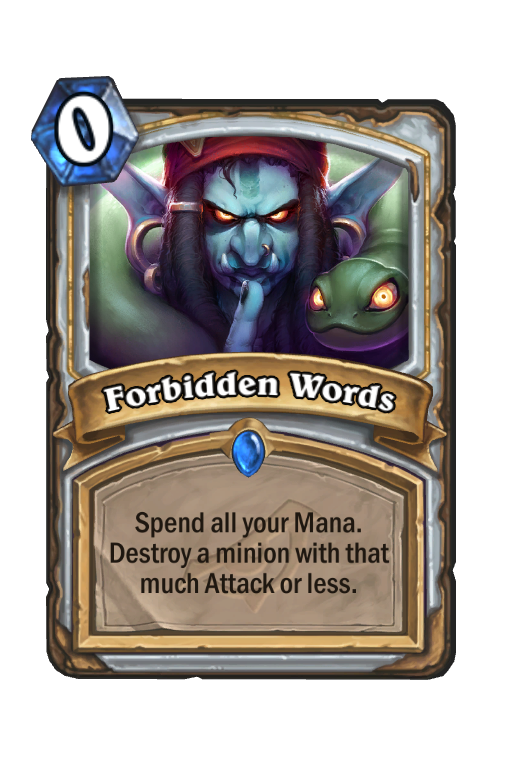 0
Forbidden Words
Spend all your Mana.
Destroy a minion with that
much Attack or less.